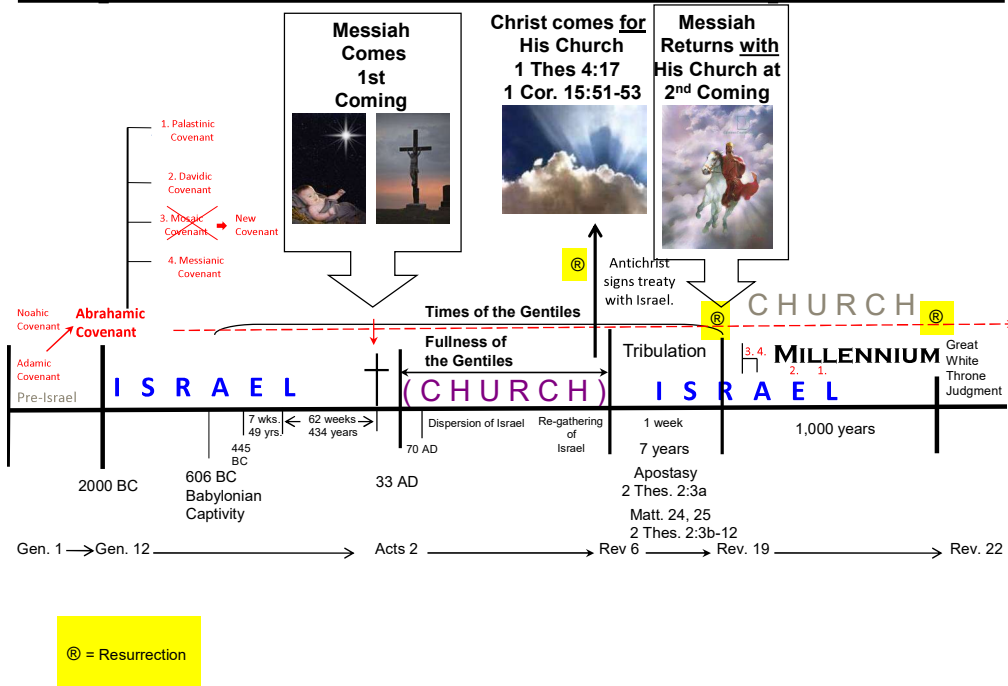 Messiah
Comes
1st
Coming
Christ comes for
His Church
1 Thes 4:17
1 Cor. 15:51-53
Messiah
Returns with
His Church at
2nd Coming
1. Palastinic
Covenant
2. Davidic
Covenant
3. Mosaic
Covenant
New
Covenant
4. Messianic
Covenant
®
Antichrist
signs treaty
with Israel.
Noahic
Covenant
Abrahamic
Covenant
Adamic
Covenant
Times of the Gentiles
®
CHURCH
®
Fullness of
the Gentiles
Tribulation
3. 4.
MILLENNIUM
2. 1.
Great
White
Throne
Judgment
Pre-Israel
ISRAEL
(CHURCH)
ISRAEL
7 wks.
49 yrs.
62 weeks
434 years
445
BC
70 AD
Dispersion of Israel
Re-gathering
of
Israel
1 week
7 years
1,000 years
2000 BC
606 BC
Babylonian
Captivity
33 AD
Apostasy
2 Thes. 2:3a
Matt. 24, 25
2 Thes. 2:3b-12
Gen. 1
Gen. 12
Acts 2
Rev 6
Rev. 19
Rev. 22
® = Resurrection